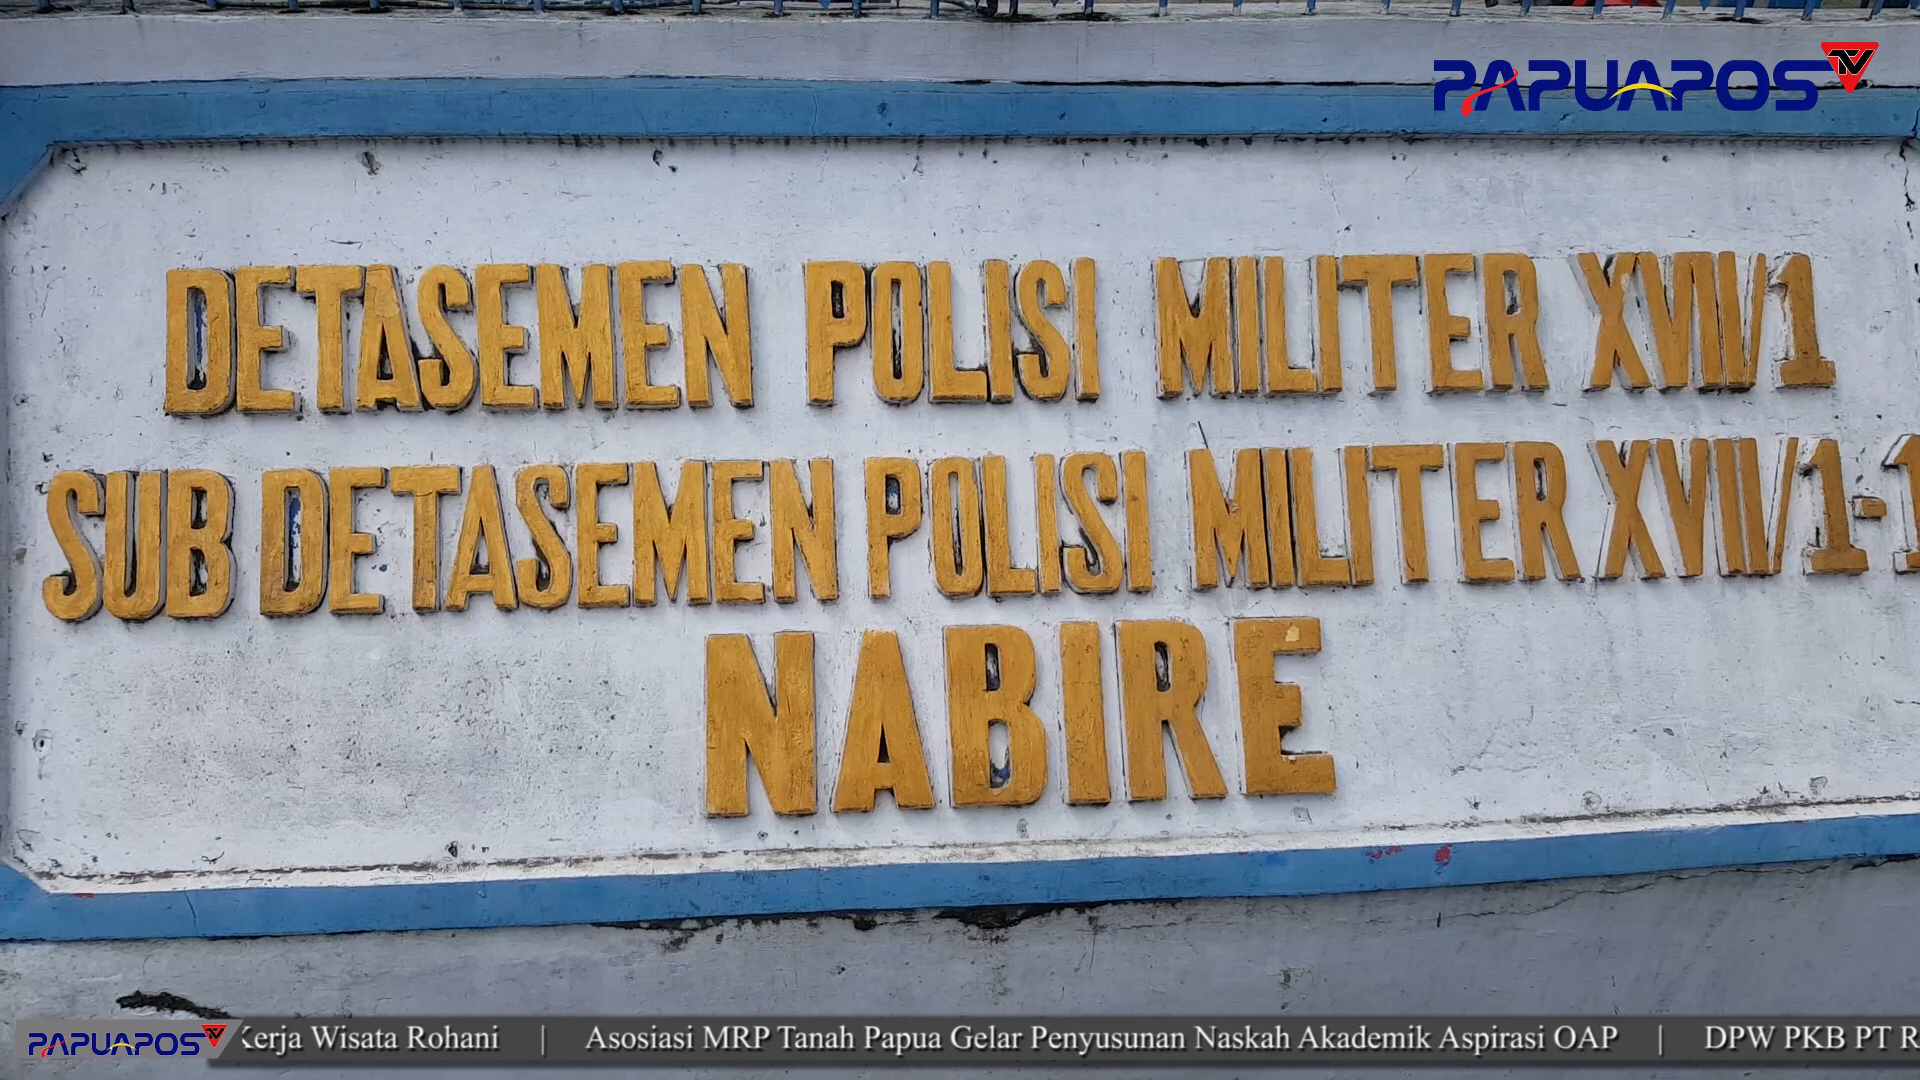 PAPUAPOS TV
DETASEMEN POLISI MILITER XVII/1
SUB DETASEMEN POLISI MILITER XVII/1-1
NABIRE
PAPUAPOS TV Kerja Wisata Rohani | Asosiasi MRP Tanah Papua Gelar Penyusunan Naskah Akademik Aspirasi OAP | DPW PKB PT R